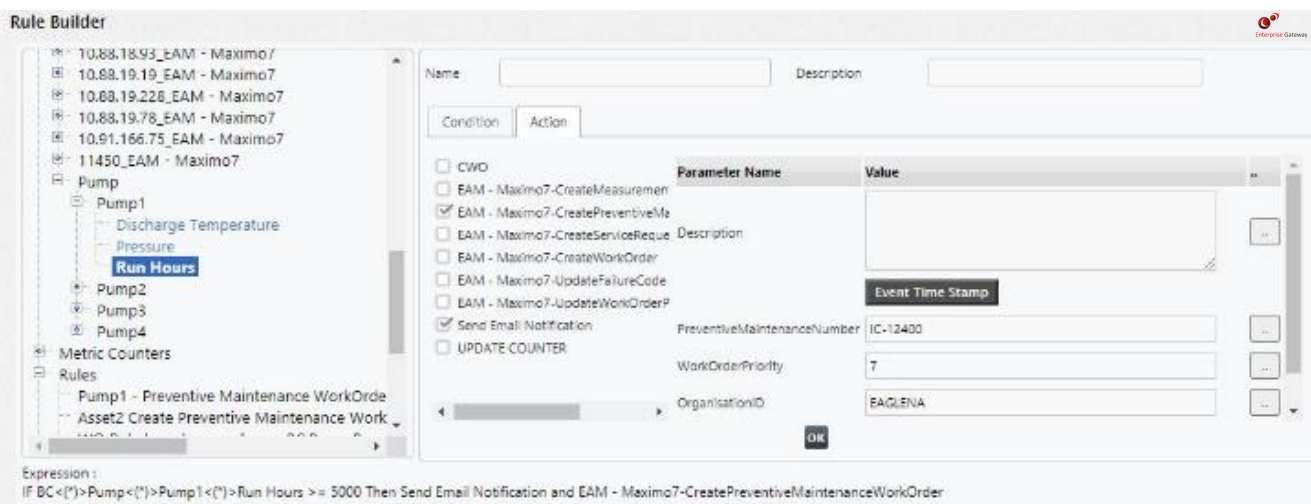 Rule Builder
Enterprise Gateway
10.88.18.93_EAM - Maximo7
10.88.19.19_EAM - Maximo7
10.88.19.228_EAM - Maximo7
10.88.19.78_EAM - Maximo7
10.91.166.75_EAM - Maximo7
11450_EAM - Maximo7
Pump
Pump1
Discharge Temperature
Pressure
Run Hours
Pump2
Pump3
Pump4
Metric Counters
Rules
Pump1 - Preventive Maintenance WorkOrde
Asset2 Create Preventive Maintenance Work
Name
Description
Condition
Action
CWO
EAM - Maximo7-CreateMeasuremen
EAM - Maximo7-CreatePreventiveMa
EAM - Maximo7-CreateServiceReque
EAM - Maximo7-CreateWorkOrder
EAM - Maximo7-UpdateFailureCode
EAM - Maximo7-UpdateWorkOrderP
Send Email Notification
UPDATE COUNTER
Parameter Name Value ..
Description ..
Event Time Stamp
PreventiveMaintenanceNumber IC-12400 ..
WorkOrderPriority 7 ..
OrganisationID EAGLENA ..
OK
Expression :
IF BC<(*)>Pump<(*)>Pump1<(*)>Run Hours >= 5000 Then Send Email Notification and EAM - Maximo7-CreatePreventiveMaintenanceWorkOrder